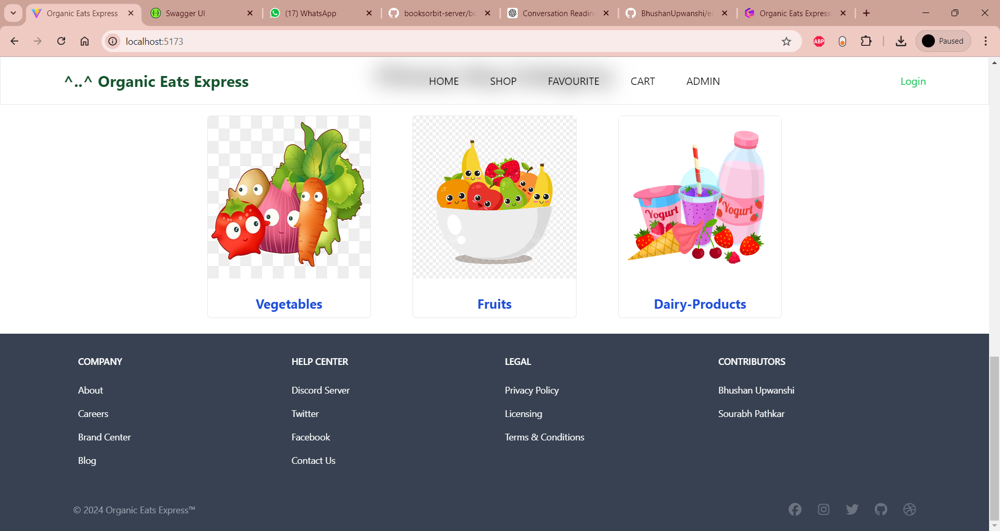 Organic Eats Express
Swagger UI
(17) WhatsApp
booksorbit-server/bo
Conversation Readin
BhushanUpwanshi/ea
Organic Eats Express:
localhost:5173
ABP
Paused
^..^ Organic Eats Express
HOME
SHOP
FAVOURITE
CART
ADMIN
Login
Yogurt
Yogurt
Vegetables
Fruits
Dairy-Products
COMPANY
About
Careers
Brand Center
Blog
HELP CENTER
Discord Server
Twitter
Facebook
Contact Us
LEGAL
Privacy Policy
Licensing
Terms & Conditions
CONTRIBUTORS
Bhushan Upwanshi
Sourabh Pathkar
© 2024 Organic Eats Express™